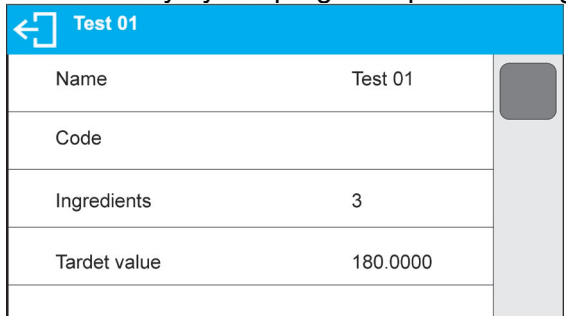 Test 01
Name Test 01
Code
Ingredients 3
Tardet value 180.0000